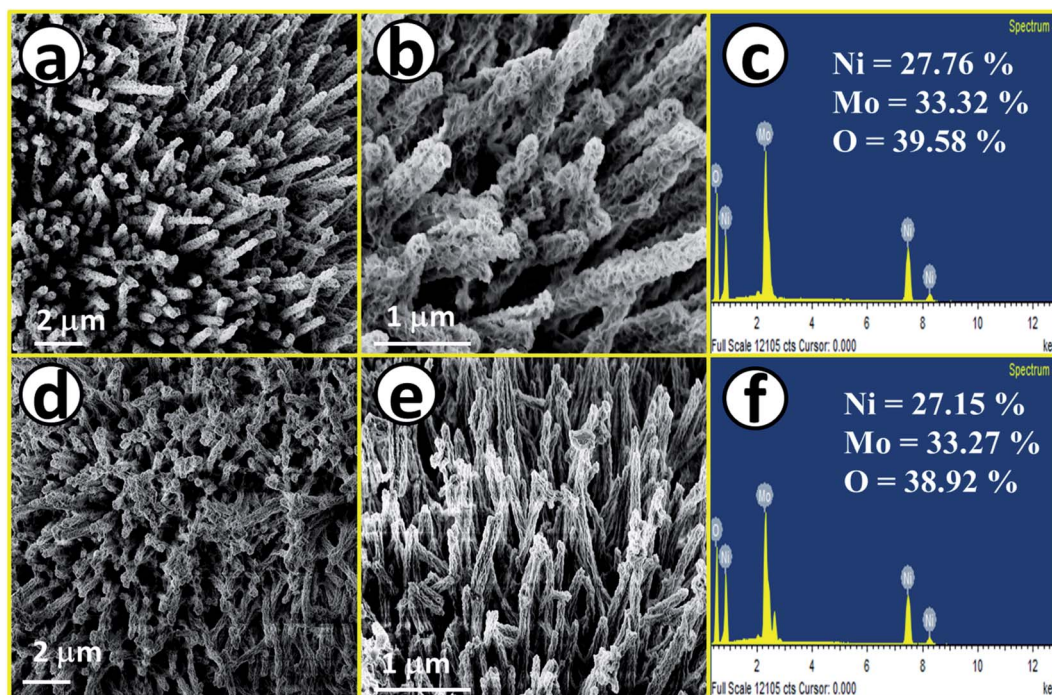 a
2 μm
b
1 μm
c
Spectrum
Ni = 27.76 %
Mo = 33.32 %
O = 39.58 %
O
Ni
Mo
Ni
Ni
2 4 6 8 10 12
Full Scale 12105 cts Cursor: 0.000 ke
d
2 μm
e
1 μm
f
Spectrum
Ni = 27.15 %
Mo = 33.27 %
O = 38.92 %
O
Ni
Mo
Ni
Ni
2 4 6 8 10 12
Full Scale 12105 cts Cursor: 0.000 ke